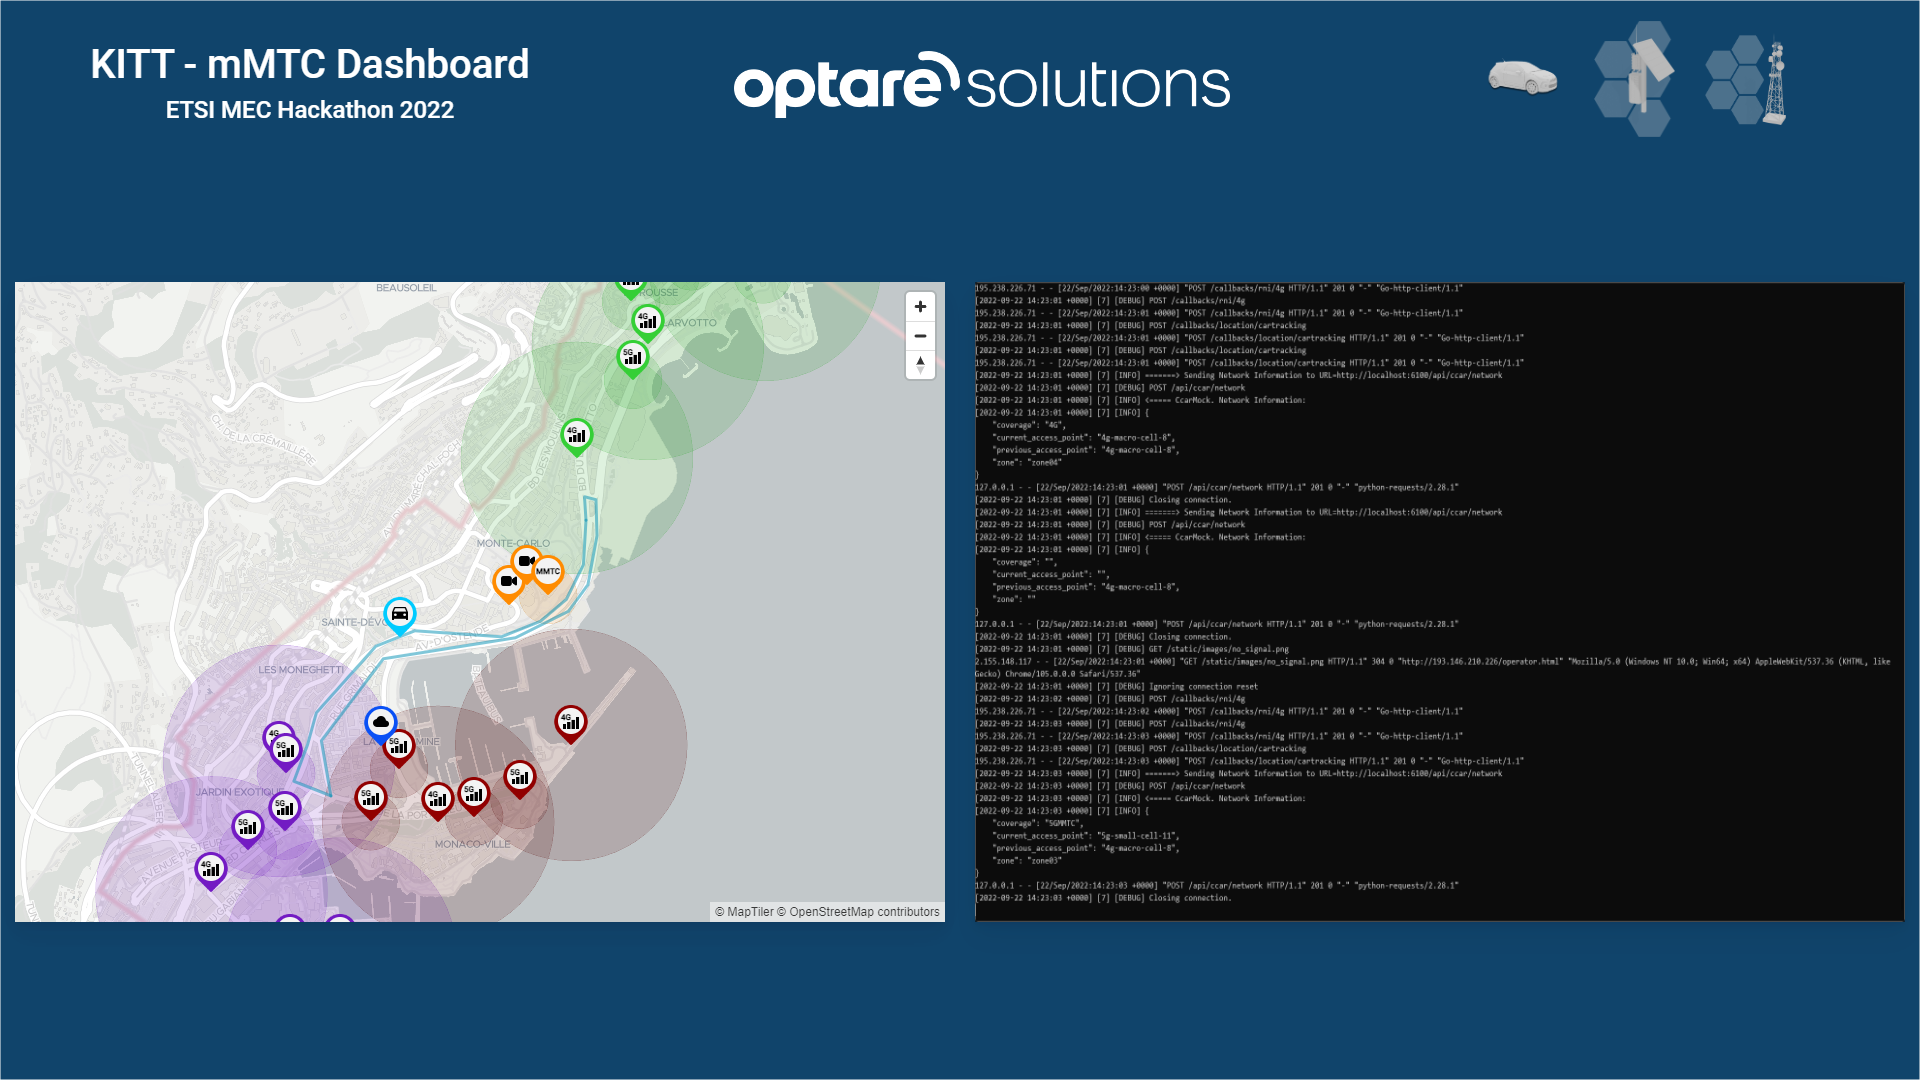 KITT - mMTC Dashboard
ETSI MEC Hackathon 2022
optare solutions
BEAUSOLEIL
ROUSSE
4G
LARVOTTO
5G
4G
CH. DE LA CRÉMAILLÈRE
MONTE-CARLO
MMTC
SAINTE-DÉVO
AV. D'OSTENDE
LES MONEGHETTI
4G
5G
4G
5G
5G
JARDIN EXOTIQUE
5G
4G
5G
5G
5G
4G
AVENUE PASTEUR
MONACO-VILLE
© MapTiler © OpenStreetMap contributors
195.238.226.71 - - [22/Sep/2022:14:23:00 +0000] "POST /callbacks/rni/4g HTTP/1.1" 201 0 "-" "Go-http-client/1.1"
[2022-09-22 14:23:01 +0000] [7] [DEBUG] POST /callbacks/rni/4g
195.238.226.71 - - [22/Sep/2022:14:23:01 +0000] "POST /callbacks/rni/4g HTTP/1.1" 201 0 "-" "Go-http-client/1.1"
[2022-09-22 14:23:01 +0000] [7] [DEBUG] POST /callbacks/location/cartracking
195.238.226.71 - - [22/Sep/2022:14:23:01 +0000] "POST /callbacks/location/cartracking HTTP/1.1" 201 0 "-" "Go-http-client/1.1"
[2022-09-22 14:23:01 +0000] [7] [DEBUG] POST /callbacks/location/cartracking
195.238.226.71 - - [22/Sep/2022:14:23:01 +0000] "POST /callbacks/location/cartracking HTTP/1.1" 201 0 "-" "Go-http-client/1.1"
[2022-09-22 14:23:01 +0000] [7] [INFO] =======> Sending Network Information to URL=http://localhost:6100/api/ccar/network
[2022-09-22 14:23:01 +0000] [7] [DEBUG] POST /api/ccar/network
[2022-09-22 14:23:01 +0000] [7] [INFO] <===== CcarMock. Network Information:
[2022-09-22 14:23:01 +0000] [7] [INFO] {
"coverage": "4G",
"current_access_point": "4g-macro-cell-8",
"previous_access_point": "4g-macro-cell-8",
"zone": "zone04"
}
127.0.0.1 - - [22/Sep/2022:14:23:01 +0000] "POST /api/ccar/network HTTP/1.1" 201 0 "-" "python-requests/2.28.1"
[2022-09-22 14:23:01 +0000] [7] [DEBUG] Closing connection.
[2022-09-22 14:23:01 +0000] [7] [INFO] =======> Sending Network Information to URL=http://localhost:6100/api/ccar/network
[2022-09-22 14:23:01 +0000] [7] [DEBUG] POST /api/ccar/network
[2022-09-22 14:23:01 +0000] [7] [INFO] <===== CcarMock. Network Information:
[2022-09-22 14:23:01 +0000] [7] [INFO] {
"coverage": "",
"current_access_point": "",
"previous_access_point": "4g-macro-cell-8",
"zone": ""
}
127.0.0.1 - - [22/Sep/2022:14:23:01 +0000] "POST /api/ccar/network HTTP/1.1" 201 0 "-" "python-requests/2.28.1"
[2022-09-22 14:23:01 +0000] [7] [DEBUG] Closing connection.
[2022-09-22 14:23:01 +0000] [7] [DEBUG] GET /static/images/no_signal.png
2.155.148.117 - - [22/Sep/2022:14:23:01 +0000] "GET /static/images/no_signal.png HTTP/1.1" 304 0 "http://193.146.210.226/operator.html" "Mozilla/5.0 (Windows NT 10.0; Win64; x64) AppleWebKit/537.36 (KHTML, like
Gecko) Chrome/105.0.0.0 Safari/537.36"
[2022-09-22 14:23:01 +0000] [7] [DEBUG] Ignoring connection reset
[2022-09-22 14:23:02 +0000] [7] [DEBUG] POST /callbacks/rni/4g
195.238.226.71 - - [22/Sep/2022:14:23:02 +0000] "POST /callbacks/rni/4g HTTP/1.1" 201 0 "-" "Go-http-client/1.1"
[2022-09-22 14:23:03 +0000] [7] [DEBUG] POST /callbacks/rni/4g
195.238.226.71 - - [22/Sep/2022:14:23:03 +0000] "POST /callbacks/rni/4g HTTP/1.1" 201 0 "-" "Go-http-client/1.1"
[2022-09-22 14:23:03 +0000] [7] [DEBUG] POST /callbacks/location/cartracking
195.238.226.71 - - [22/Sep/2022:14:23:03 +0000] "POST /callbacks/location/cartracking HTTP/1.1" 201 0 "-" "Go-http-client/1.1"
[2022-09-22 14:23:03 +0000] [7] [INFO] =======> Sending Network Information to URL=http://localhost:6100/api/ccar/network
[2022-09-22 14:23:03 +0000] [7] [DEBUG] POST /api/ccar/network
[2022-09-22 14:23:03 +0000] [7] [INFO] <===== CcarMock. Network Information:
[2022-09-22 14:23:03 +0000] [7] [INFO] {
"coverage": "5GMMTC",
"current_access_point": "5g-small-cell-11",
"previous_access_point": "4g-macro-cell-8",
"zone": "zone03"
}
127.0.0.1 - - [22/Sep/2022:14:23:03 +0000] "POST /api/ccar/network HTTP/1.1" 201 0 "-" "python-requests/2.28.1"
[2022-09-22 14:23:03 +0000] [7] [DEBUG] Closing connection.